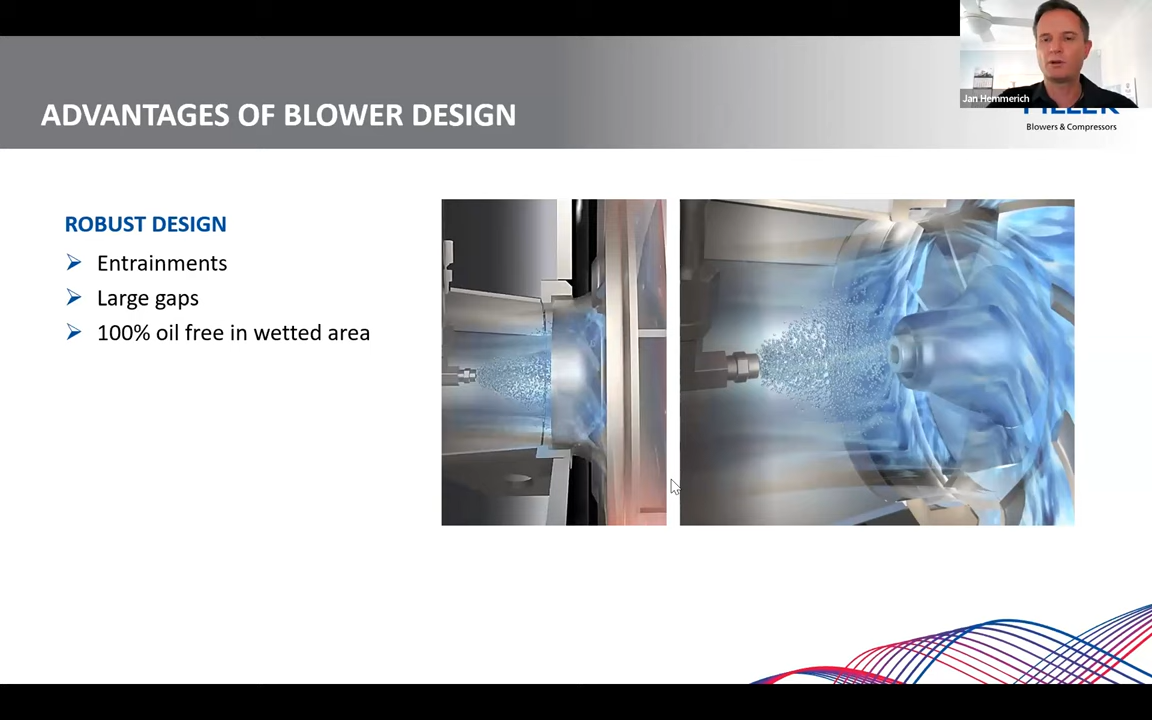 Jan Hemmerich
Blowers & Compressors
ADVANTAGES OF BLOWER DESIGN
ROBUST DESIGN
Entrainments
Large gaps
100% oil free in wetted area